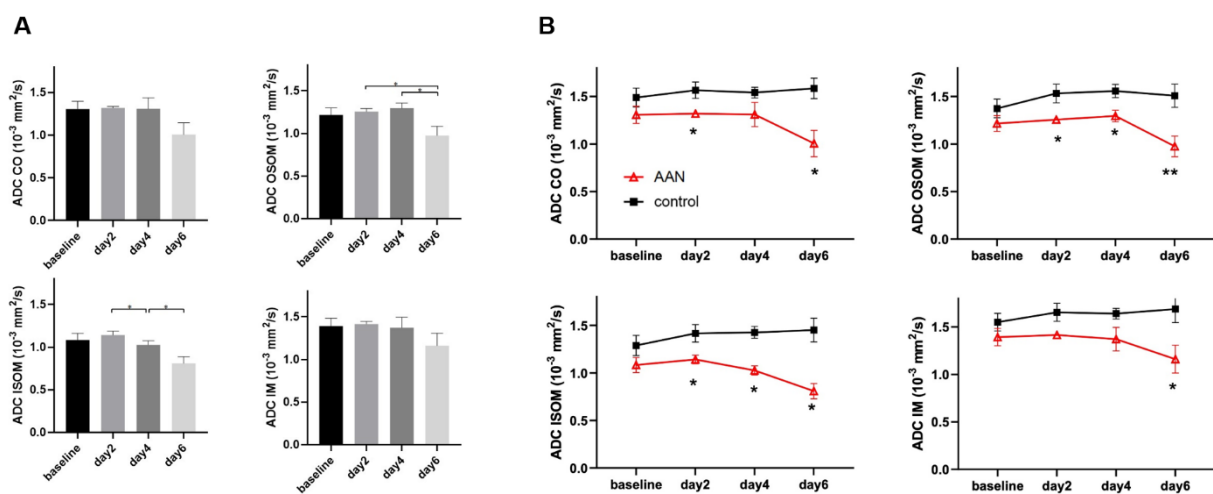 A
ADC CO (10⁻³ mm²/s)
1.5
1.0
0.5
0.0
baseline
day2
day4
day6
ADC OSOM (10⁻³ mm²/s)
1.5
1.0
0.5
0.0
*
*
baseline
day2
day4
day6
ADC ISOM (10⁻³ mm²/s)
1.5
1.0
0.5
0.0
*
*
baseline
day2
day4
day6
ADC IM (10⁻³ mm²/s)
1.5
1.0
0.5
0.0
baseline
day2
day4
day6
B
ADC CO (10⁻³ mm²/s)
1.5
1.0
0.5
0.0
*
*
AAN
control
baseline day2 day4 day6
ADC OSOM (10⁻³ mm²/s)
1.5
1.0
0.5
0.0
*
*
**
baseline day2 day4 day6
ADC ISOM (10⁻³ mm²/s)
1.5
1.0
0.5
0.0
*
*
*
baseline day2 day4 day6
ADC IM (10⁻³ mm²/s)
1.5
1.0
0.5
0.0
*
baseline day2 day4 day6